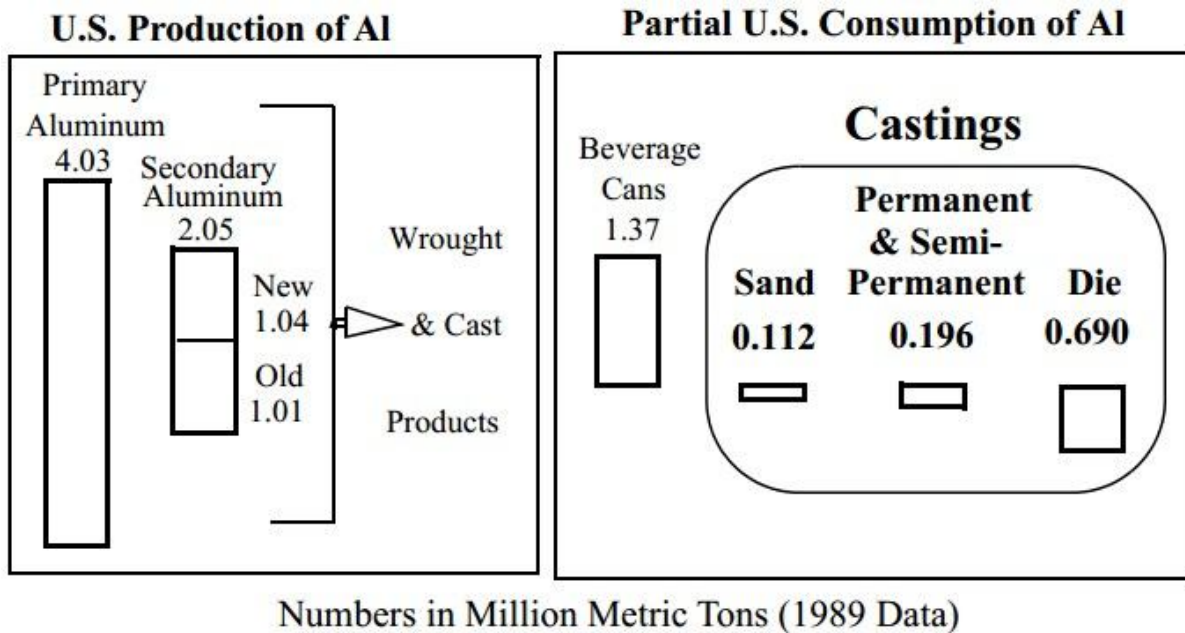 U.S. Production of Al
Primary
Aluminum
4.03
Secondary
Aluminum
2.05
New
1.04
Old
1.01
Wrought
& Cast
Products
Partial U.S. Consumption of Al
Beverage
Cans
1.37
Castings
Sand
0.112
Permanent
& Semi-
Permanent
0.196
Die
0.690
Numbers in Million Metric Tons (1989 Data)